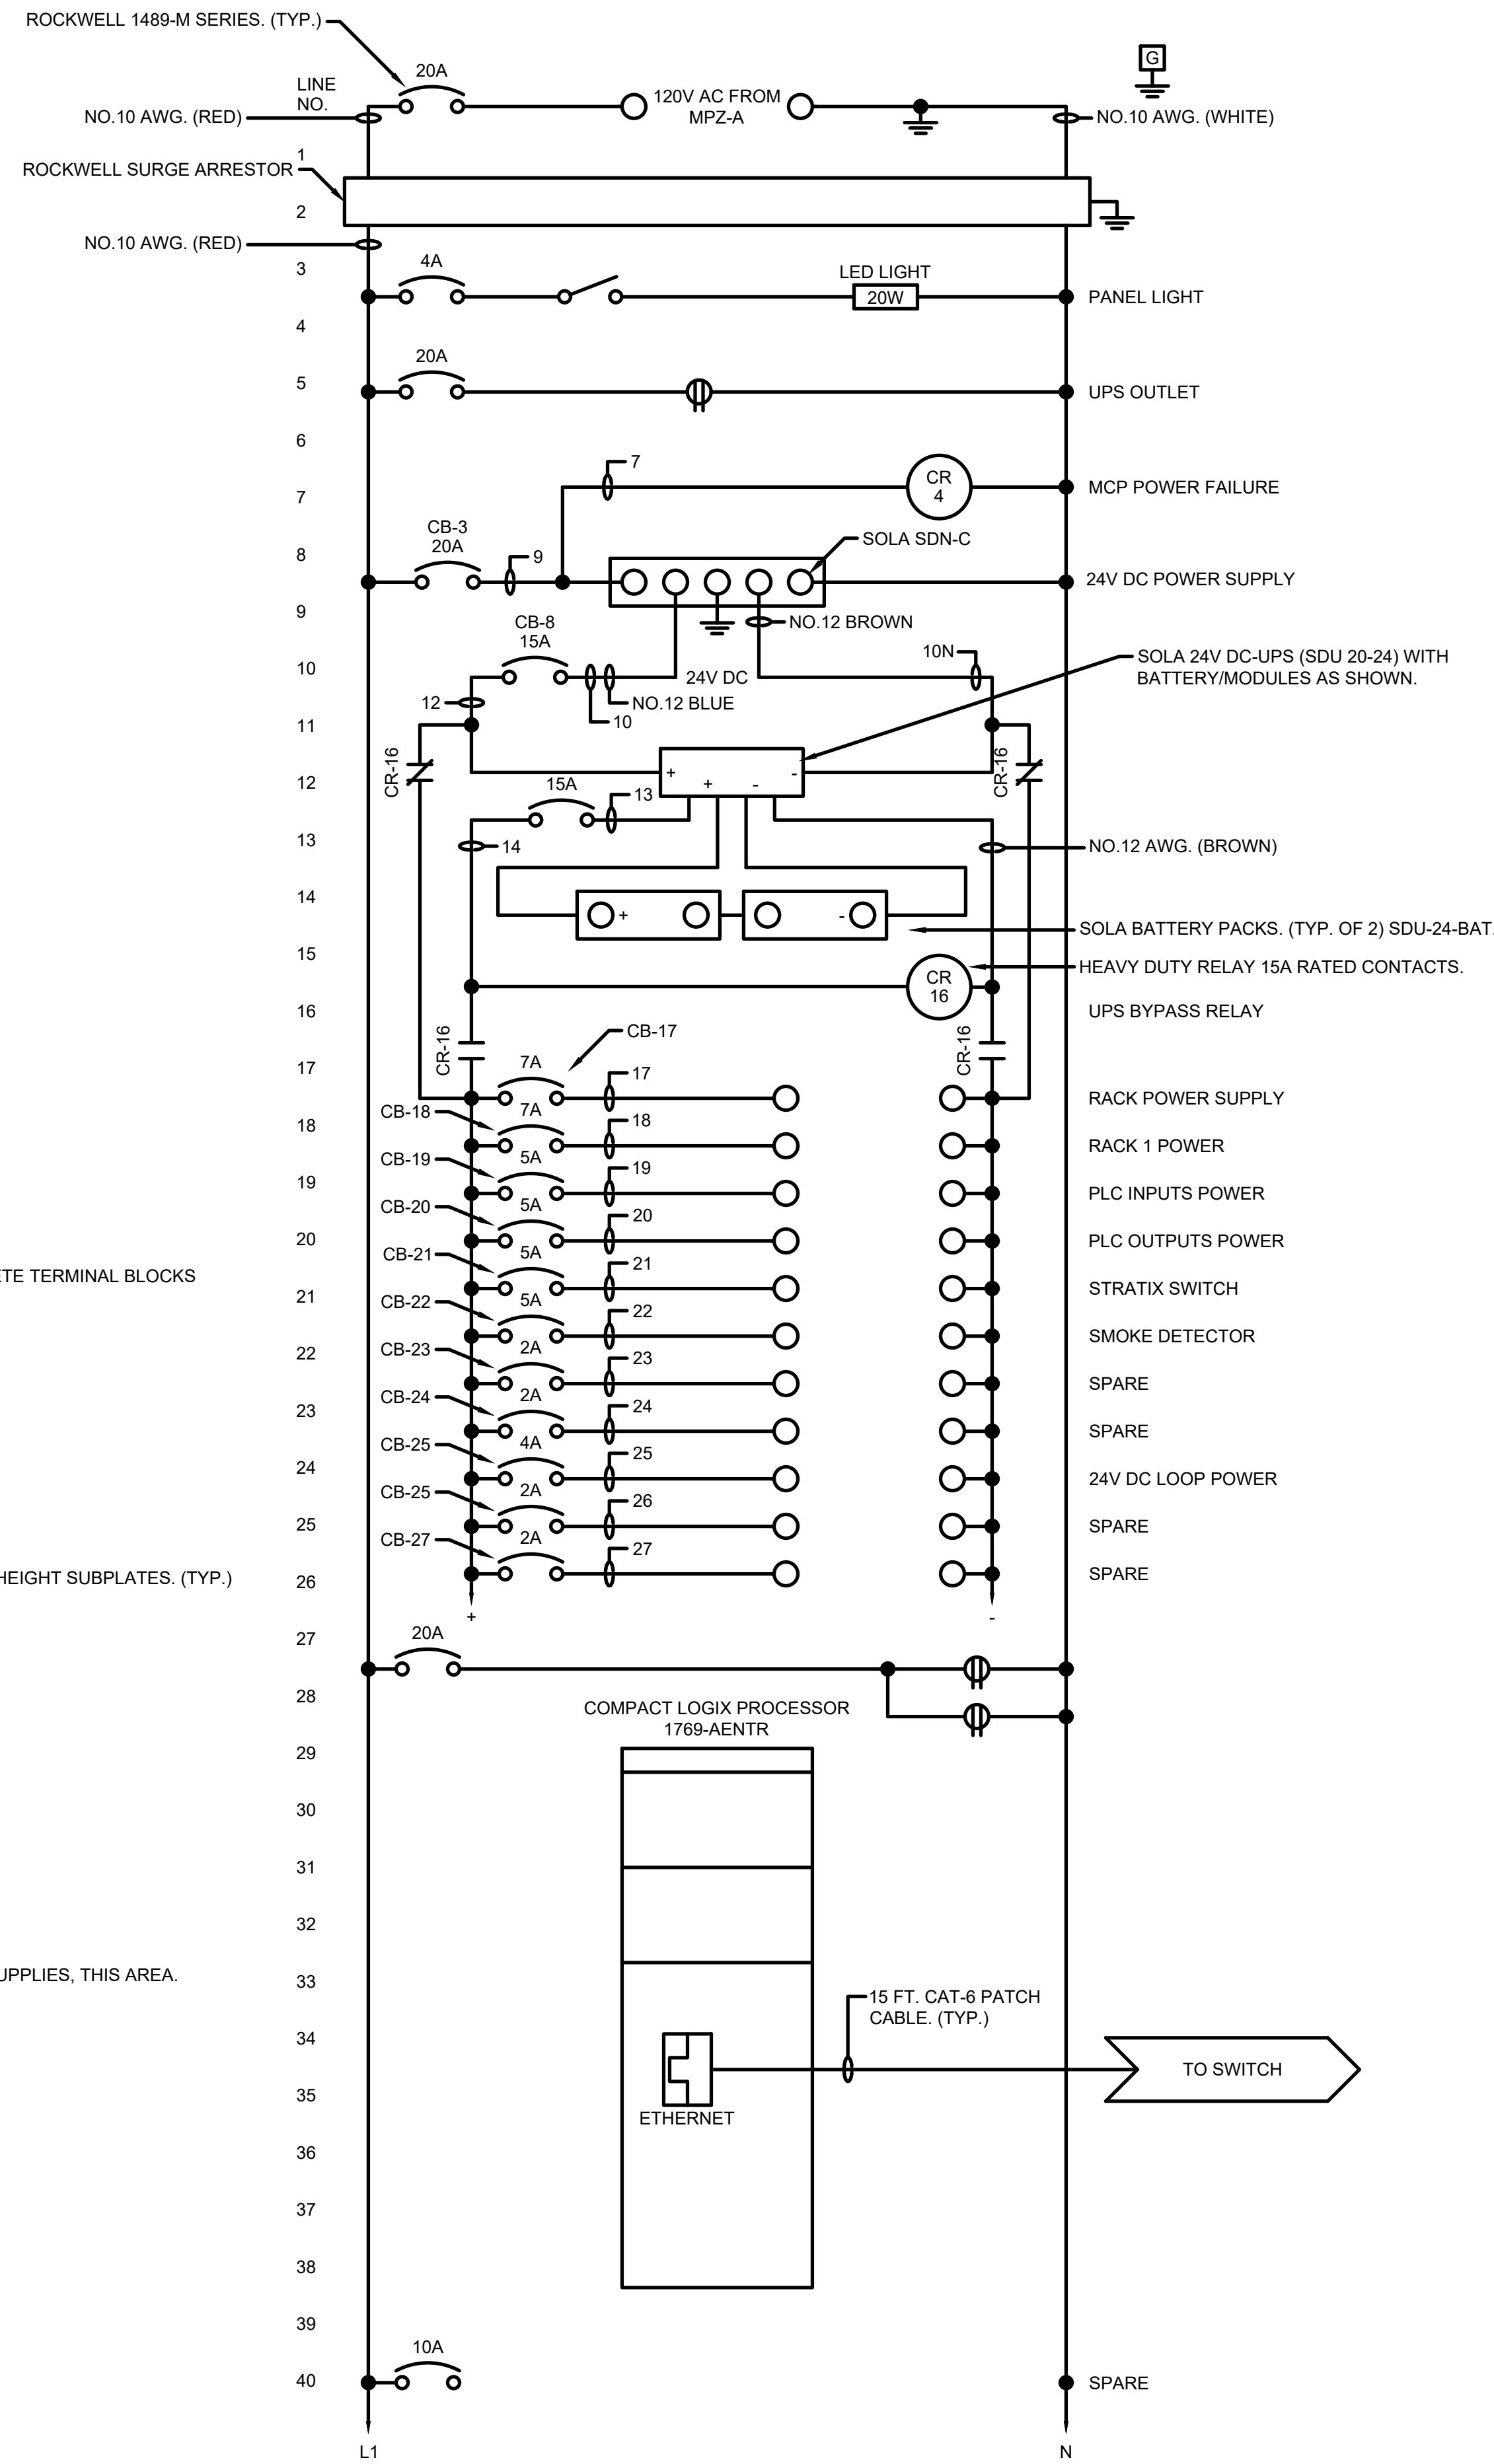 ROCKWELL 1489-M SERIES. (TYP.)
G
20A
LINE
NO.
120V AC FROM
MPZ-A
NO.10 AWG. (RED)
NO.10 AWG. (WHITE)
1
ROCKWELL SURGE ARRESTOR
2
NO.10 AWG. (RED)
3
4A
LED LIGHT
20W
PANEL LIGHT
4
20A
5
UPS OUTLET
6
7
7
CR
4
MCP POWER FAILURE
CB-3
20A
8
9
SOLA SDN-C
24V DC POWER SUPPLY
9
CB-8
15A
NO.12 BROWN
10
24V DC
10N
SOLA 24V DC-UPS (SDU 20-24) WITH
BATTERY/MODULES AS SHOWN.
12
NO.12 BLUE
10
11
CR-16
CR-16
12
+
+
-
-
15A
13
13
14
NO.12 AWG. (BROWN)
14
+
-
SOLA BATTERY PACKS. (TYP. OF 2) SDU-24-BAT.
15
HEAVY DUTY RELAY 15A RATED CONTACTS.
CR
16
16
UPS BYPASS RELAY
CR-16
CR-16
CB-17
17
7A
17
RACK POWER SUPPLY
CB-18
7A
18
18
RACK 1 POWER
CB-19
5A
19
19
PLC INPUTS POWER
CB-20
5A
20
20
PLC OUTPUTS POWER
CB-21
5A
21
ETE TERMINAL BLOCKS
21
STRATIX SWITCH
CB-22
5A
22
SMOKE DETECTOR
22
CB-23
2A
23
SPARE
23
CB-24
2A
24
SPARE
24
CB-25
4A
25
24V DC LOOP POWER
CB-25
2A
26
25
SPARE
CB-27
2A
27
HEIGHT SUBPLATES. (TYP.)
26
SPARE
+
-
27
20A
28
COMPACT LOGIX PROCESSOR
1769-AENTR
29
30
31
32
UPPLIES, THIS AREA.
33
15 FT. CAT-6 PATCH
CABLE. (TYP.)
34
TO SWITCH
35
ETHERNET
36
37
38
39
10A
40
SPARE
L1
N